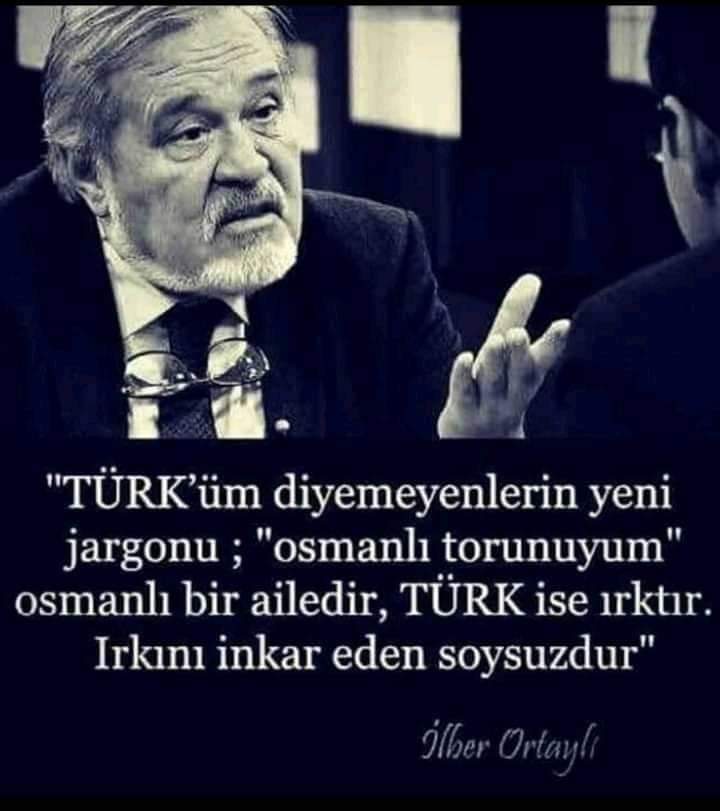 "TÜRK'üm diyemeyenlerin yeni
jargonu ; "osmanlı torunuyum"
osmanlı bir ailedir, TÜRK ise ırktır.
Irkını inkar eden soysuzdur"
İlber Ortaylı